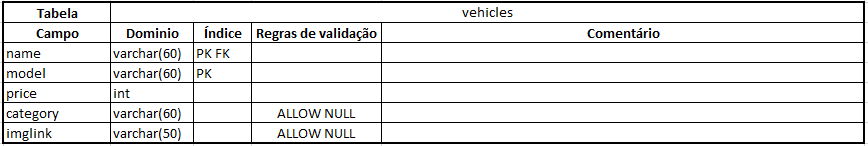 Tabela vehicles
Campo Dominio Índice Regras de validação Comentário
name varchar(60) PK FK
model varchar(60) PK
price int
category varchar(60) ALLOW NULL
imglink varchar(50) ALLOW NULL